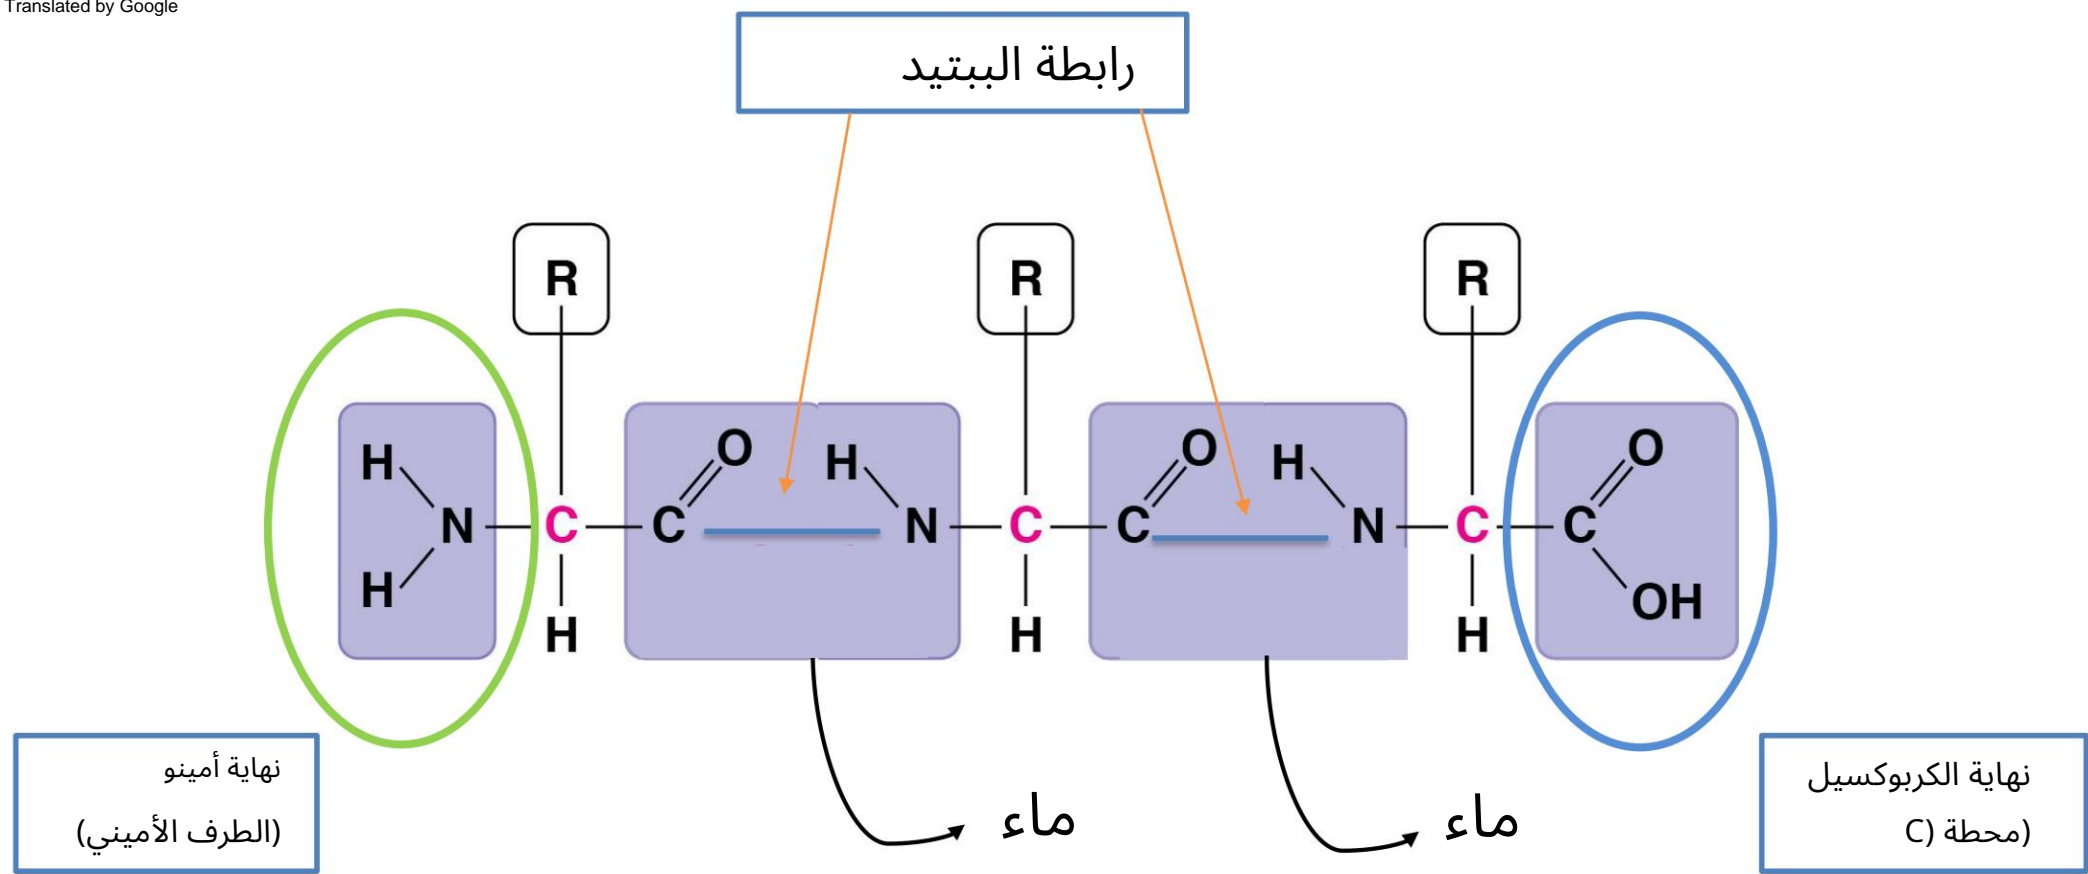 Translated by Google
رابطة الببتيد
R R R
H O H O H O
N C C N C C N C C
H OH
H H H
نهاية أمينو
(الطرف الأميني)
ماء
ماء
نهاية الكربوكسيل
(محطة C)